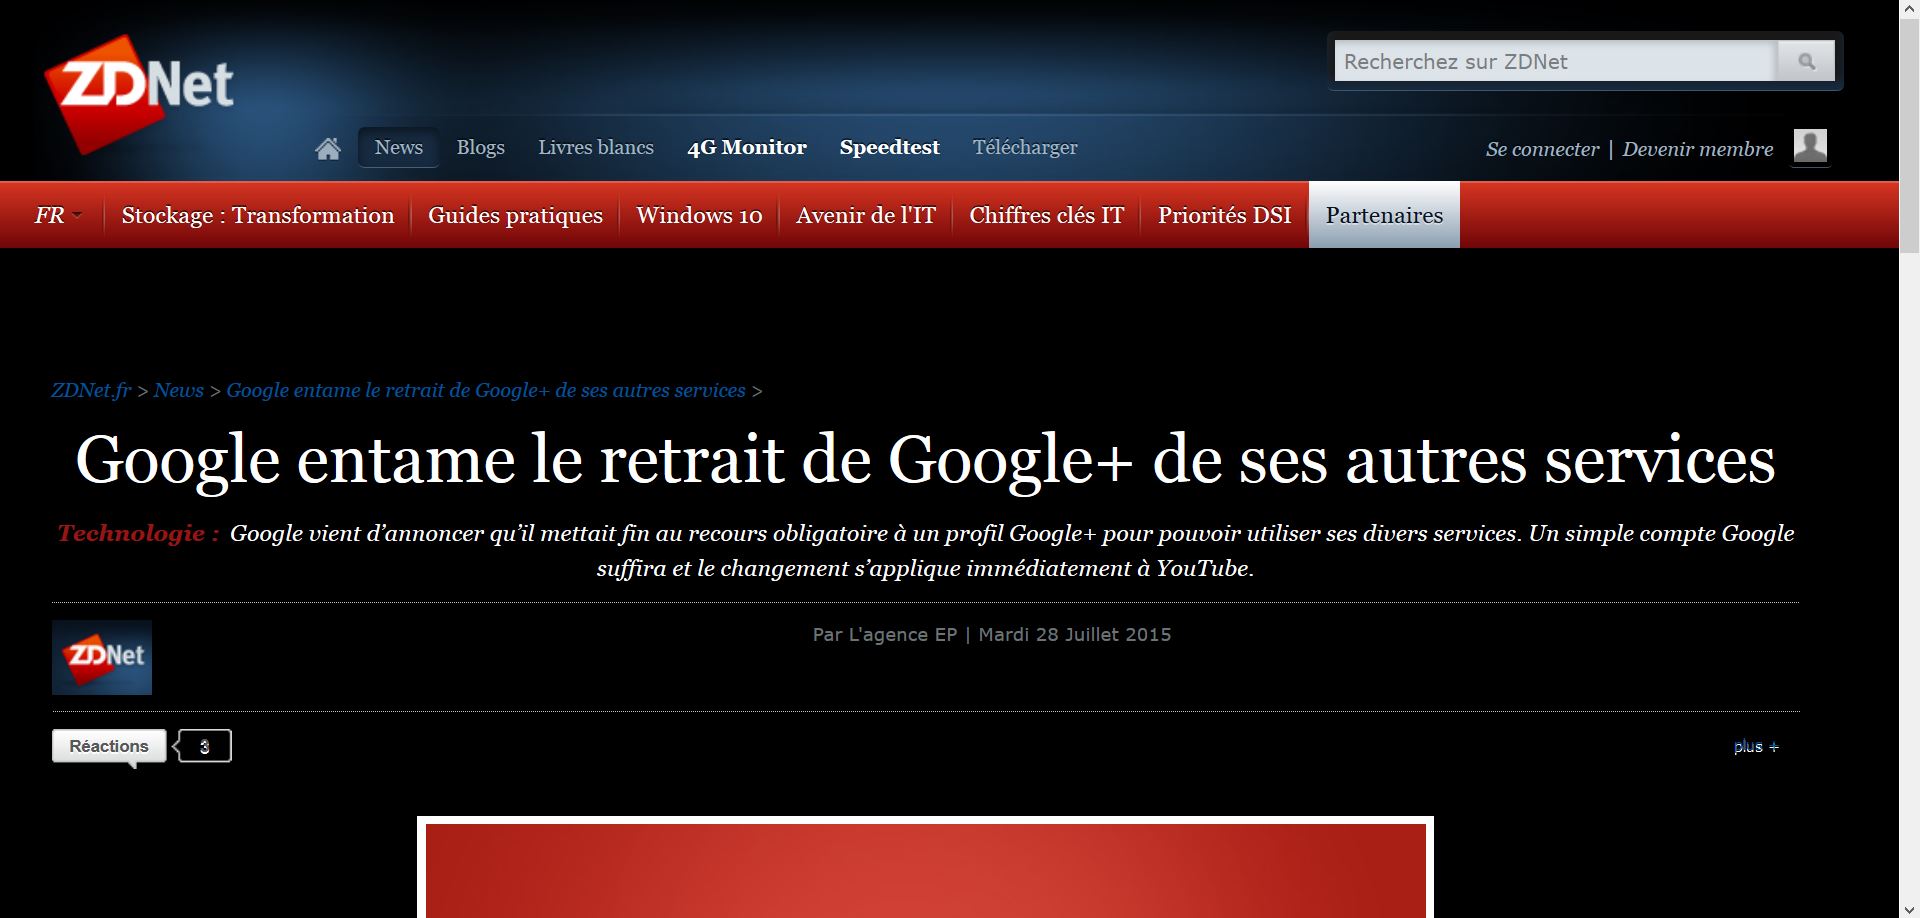 ZDNet
Recherchez sur ZDNet
News Blogs Livres blancs 4G Monitor Speedtest Télécharger
Se connecter | Devenir membre
FR Stockage : Transformation Guides pratiques Windows 10 Avenir de l'IT Chiffres clés IT Priorités DSI Partenaires
ZDNet.fr > News > Google entame le retrait de Google+ de ses autres services >
Google entame le retrait de Google+ de ses autres services
Technologie : Google vient d’annoncer qu’il mettait fin au recours obligatoire à un profil Google+ pour pouvoir utiliser ses divers services. Un simple compte Google
suffira et le changement s’applique immédiatement à YouTube.
ZDNet
Par L'agence EP | Mardi 28 Juillet 2015
Réactions 3
plus +